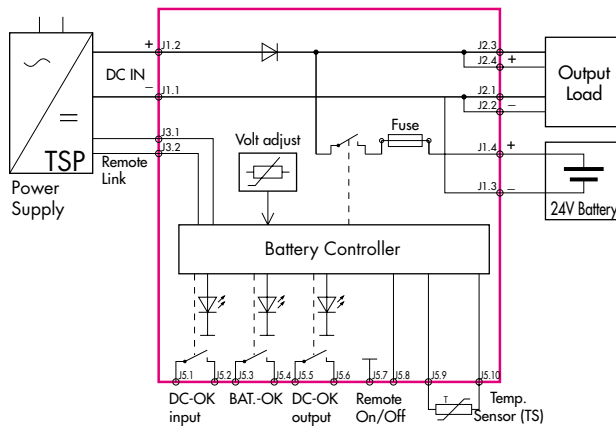 +
J1.2
J2.3
J2.4
+
DC IN
Output
Load
−
J1.1
J2.1
J2.2
−
J3.1
Fuse
TSP
J3.2
Volt adjust
J1.4
+
Remote
Link
Power
Supply
J1.3
−
24V Battery
Battery Controller
J5.1
J5.2
J5.3
J5.4
J5.5
J5.6
J5.7
J5.8
J5.9
J5.10
DC-OK
input
BAT.-OK
DC-OK
output
Remote
On/Off
T
Temp.
Sensor (TS)